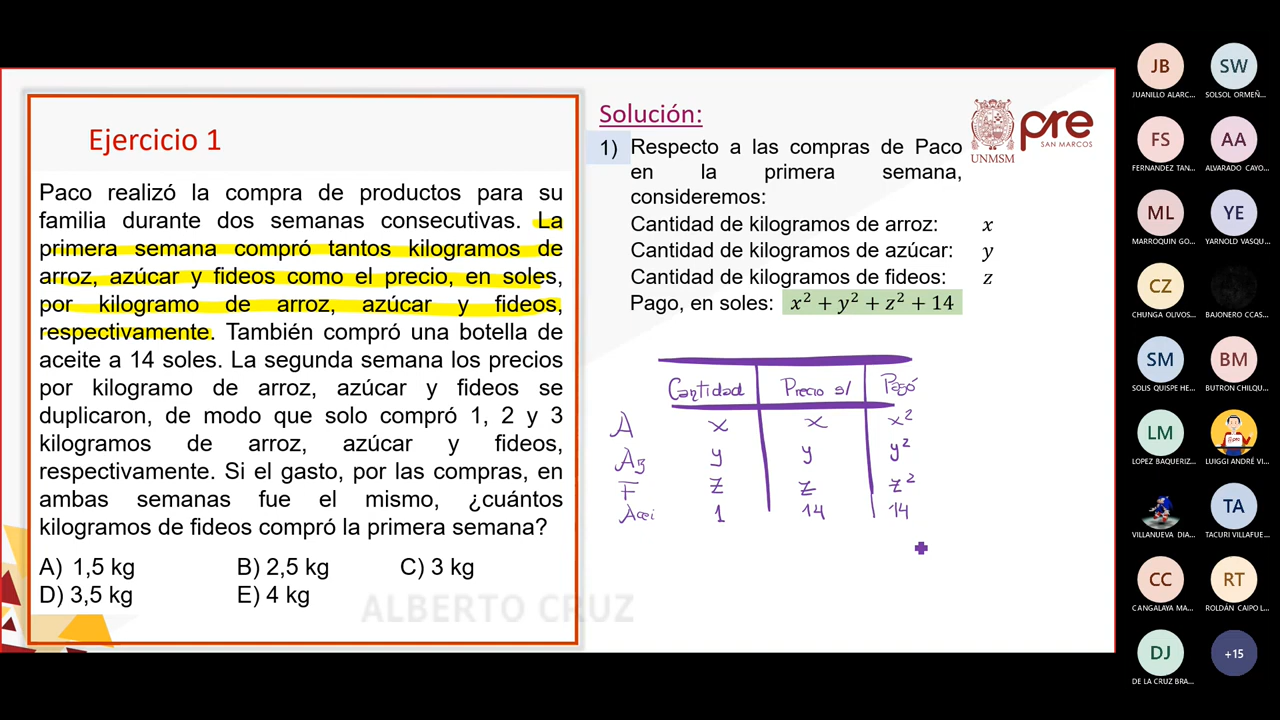 Ejercicio 1
Paco realizó la compra de productos para su
familia durante dos semanas consecutivas. La
primera semana compró tantos kilogramos de
arroz, azúcar y fideos como el precio, en soles,
por kilogramo de arroz, azúcar y fideos,
respectivamente. También compró una botella de
aceite a 14 soles. La segunda semana los precios
por kilogramo de arroz, azúcar y fideos se
duplicaron, de modo que solo compró 1, 2 y 3
kilogramos de arroz, azúcar y fideos,
respectivamente. Si el gasto, por las compras, en
ambas semanas fue el mismo, ¿cuántos
kilogramos de fideos compró la primera semana?
A) 1,5 kg B) 2,5 kg C) 3 kg
D) 3,5 kg E) 4 kg
ALBERTO CRUZ
Solución:
1) Respecto a las compras de Paco
en la primera semana,
consideremos:
Cantidad de kilogramos de arroz: x
Cantidad de kilogramos de azúcar: y
Cantidad de kilogramos de fideos: z
Pago, en soles: x² + y² + z² + 14
UNMSM
pre
SAN MARCOS
Cantidad Precio s/ Pagó
A x x x²
Az y y y²
F z z z²
Acei 1 14 14
JB SW
JUANILLO ALARC... SOLSOL ORMEÑ...
FS AA
FERNANDEZ TAN... ALVARADO CAYO...
ML YE
MARROQUIN GO... YARNOLD VASQU...
CZ
CHUNGA OLIVOS... BAJONERO CCAS...
SM BM
SOLIS QUISPE HE... BUTRON CHILQU...
LM
LOPEZ BAQUERIZ... LUIGGI ANDRÉ VI...
TA
VILLANUEVA DIA... TACURI VILLAFUE...
CC RT
CANGALAYA MA... ROLDÁN CAIPO L...
DJ +15
DE LA CRUZ BRA...